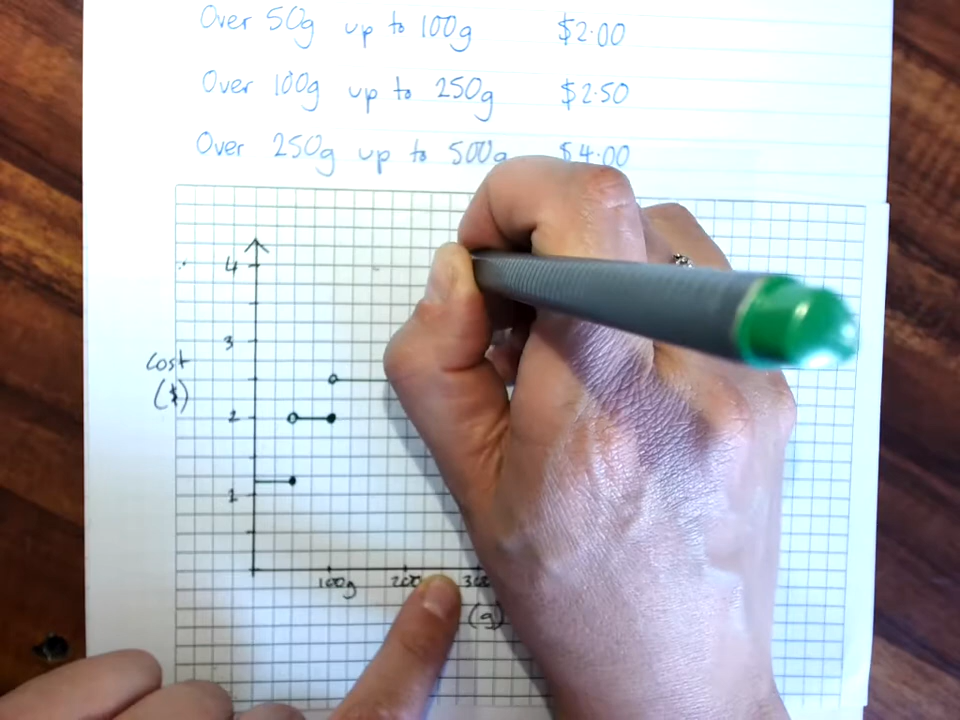 Over 50g up to 100g $2.00
Over 100g up to 250g $2.50
Over 250g up to 500g $4.00
4
3
cost
($)
2
1
100g 200 300
(g)